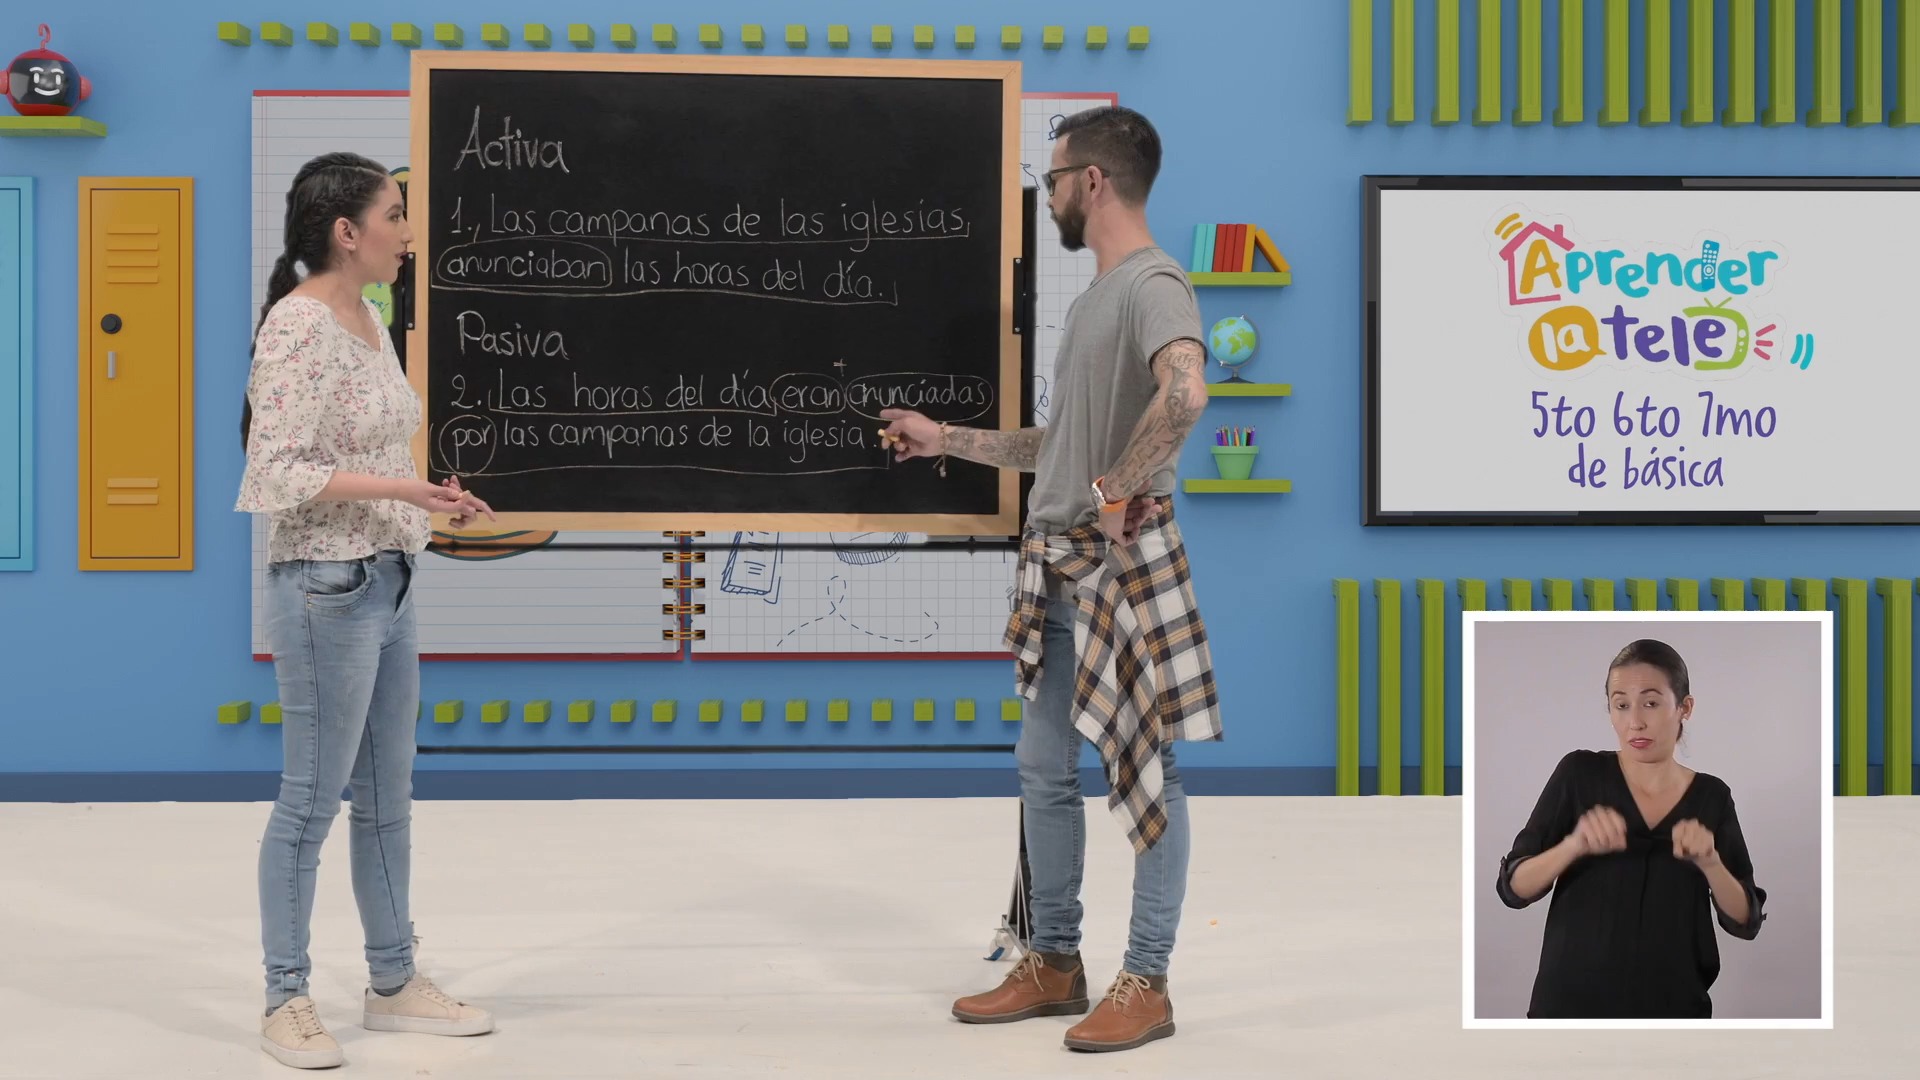 Activa
1., Las campanas de las iglesias,
anunciaban las horas del día.
Pasiva
+
2. Las horas del día eran anunciadas
por las campanas de la iglesia.
Aprender
la tele
5to 6to 7mo
de básica